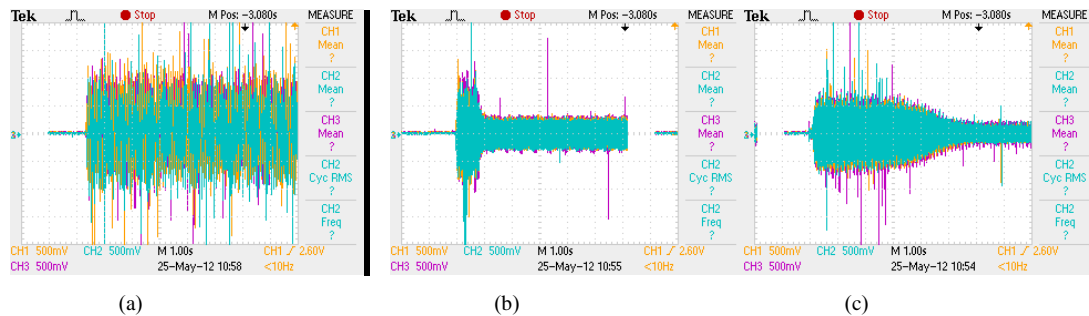 Tek Stop M Pos: -3.080s MEASURE
CH1
Mean
?
CH2
Mean
?
CH3
Mean
?
CH2
Cyc RMS
?
CH2
Freq
?
CH1 500mV CH2 500mV M 1.00s CH1 2.60V
CH3 500mV 25-May-12 10:58 <10Hz
(a)
Tek Stop M Pos: -3.080s MEASURE
CH1
Mean
?
CH2
Mean
?
CH3
Mean
?
CH2
Cyc RMS
?
CH2
Freq
?
CH1 500mV CH2 500mV M 1.00s CH1 2.60V
CH3 500mV 25-May-12 10:55 <10Hz
(b)
Tek Stop M Pos: -3.080s MEASURE
CH1
Mean
?
CH2
Mean
?
CH3
Mean
?
CH2
Cyc RMS
?
CH2
Freq
?
CH1 500mV CH2 500mV M 1.00s CH1 2.60V
CH3 500mV 25-May-12 10:54 <10Hz
(c)